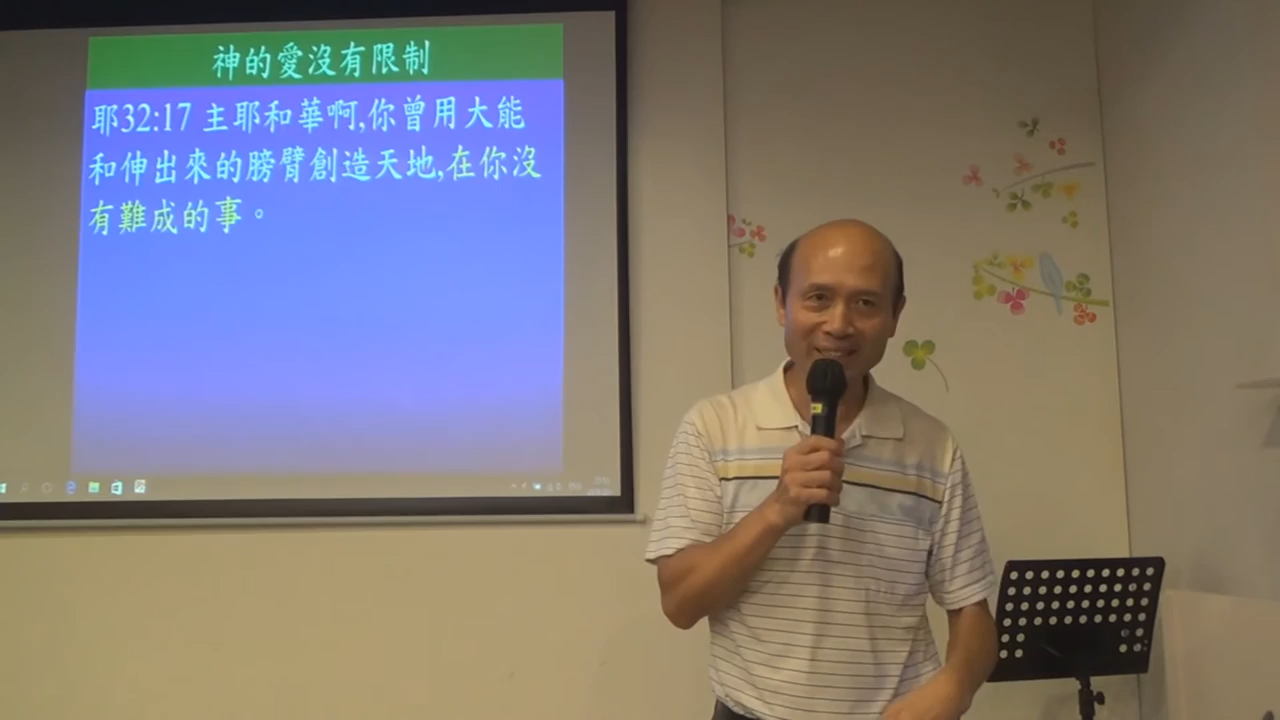 神的愛沒有限制
耶32:17 主耶和華啊,你曾用大能
和伸出來的膀臂創造天地,在你沒
有難成的事。